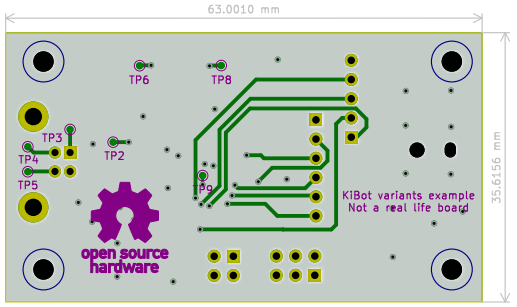 63.0010 mm
TP6
TP8
TP3
TP2
TP4
TP5
TP9
35.6156 mm
KiBot variants example
Not a real life board
open source
hardware